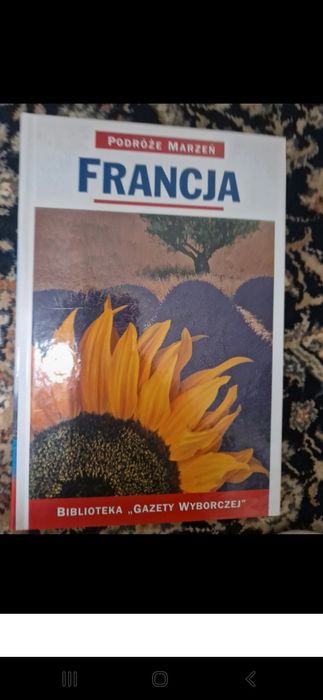 PODRÓŻE MARZEŃ
FRANCJA
BIBLIOTEKA „GAZETY WYBORCZEJ"